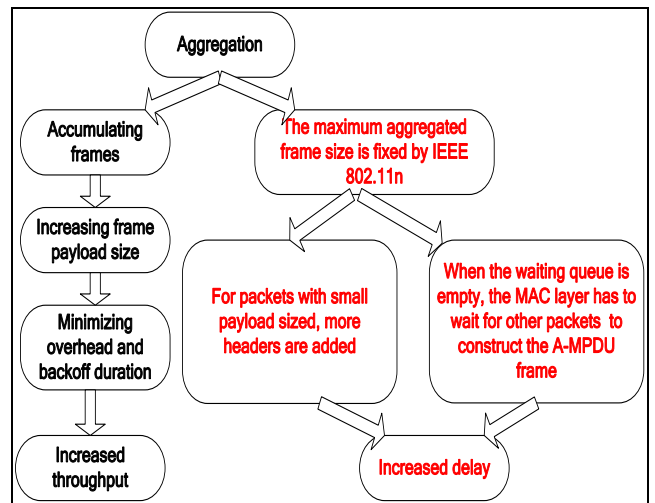 Aggregation
Accumulating
frames
The maximum aggregated
frame size is fixed by IEEE
802.11n
Increasing frame
payload size
For packets with small
payload sized, more
headers are added
When the waiting queue is
empty, the MAC layer has to
wait for other packets to
construct the A-MPDU
frame
Minimizing
overhead and
backoff duration
Increased
throughput
Increased delay